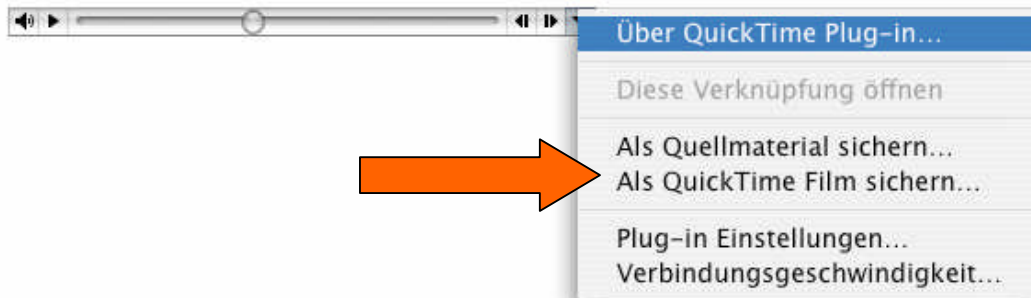 Über QuickTime Plug-in...
Diese Verknüpfung öffnen
Als Quellmaterial sichern...
Als QuickTime Film sichern...
Plug-in Einstellungen...
Verbindungsgeschwindigkeit...